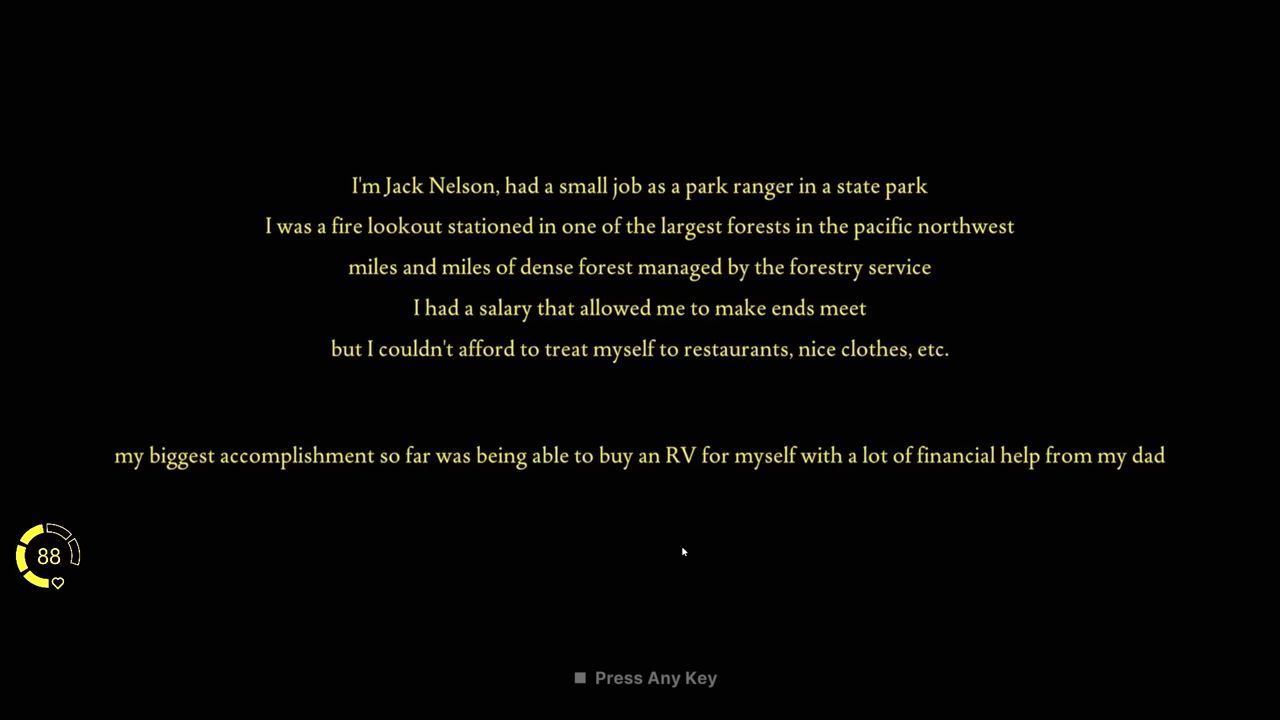 I'm Jack Nelson, had a small job as a park ranger in a state park
I was a fire lookout stationed in one of the largest forests in the pacific northwest
miles and miles of dense forest managed by the forestry service
I had a salary that allowed me to make ends meet
but I couldn't afford to treat myself to restaurants, nice clothes, etc.
my biggest accomplishment so far was being able to buy an RV for myself with a lot of financial help from my dad
88
Press Any Key